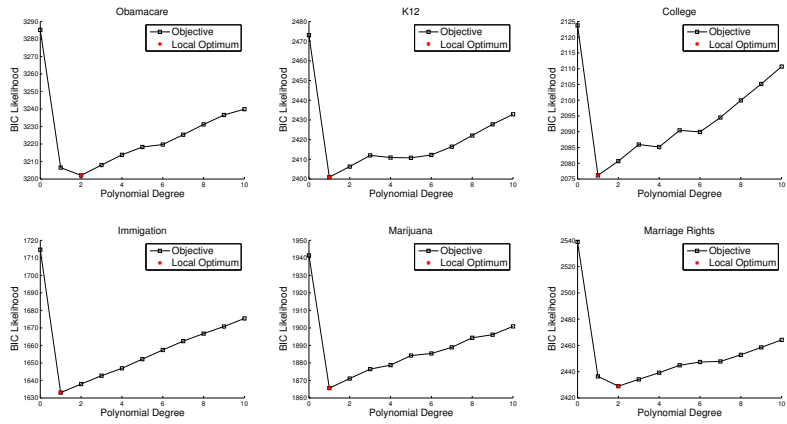 Obamacare
3290
3280
3270
3260
3250
3240
3230
3220
3210
3200
BIC Likelihood
0 2 4 6 8 10
Polynomial Degree
Objective
Local Optimum
K12
2480
2470
2460
2450
2440
2430
2420
2410
2400
BIC Likelihood
0 2 4 6 8 10
Polynomial Degree
Objective
Local Optimum
College
2125
2120
2115
2110
2105
2100
2095
2090
2085
2080
2075
BIC Likelihood
0 2 4 6 8 10
Polynomial Degree
Objective
Local Optimum
Immigation
1720
1710
1700
1690
1680
1670
1660
1650
1640
1630
BIC Likelihood
0 2 4 6 8 10
Polynomial Degree
Objective
Local Optimum
Marijuana
1950
1940
1930
1920
1910
1900
1890
1880
1870
1860
BIC Likelihood
0 2 4 6 8 10
Polynomial Degree
Objective
Local Optimum
Marriage Rights
2540
2520
2500
2480
2460
2440
2420
BIC Likelihood
0 2 4 6 8 10
Polynomial Degree
Objective
Local Optimum